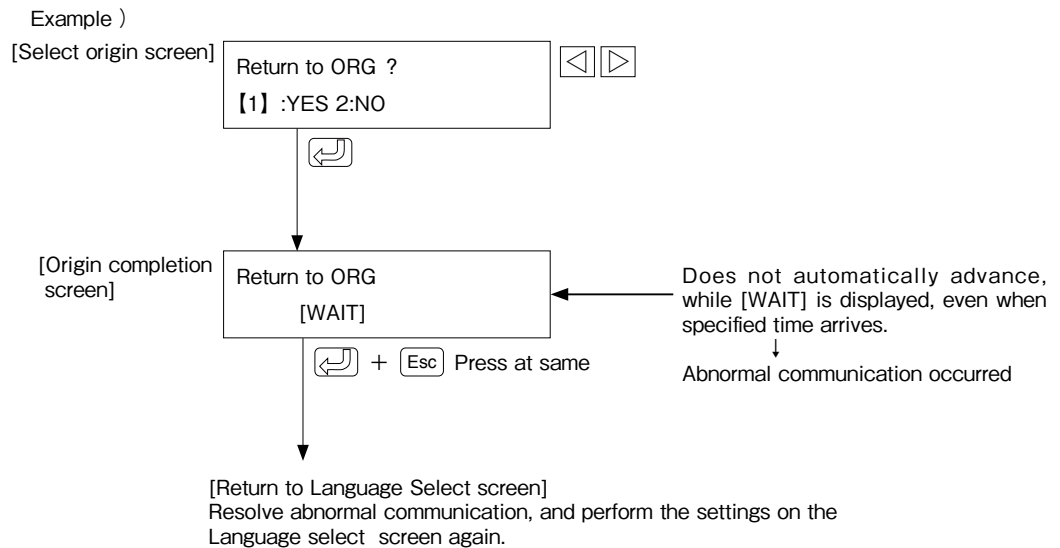 Example )
[Select origin screen]
Return to ORG ?
【1】:YES 2:NO
[Origin completion
screen]
Return to ORG
[WAIT]
Does not automatically advance,
while [WAIT] is displayed, even when
specified time arrives.
↓
Abnormal communication occurred
+ Esc Press at same
[Return to Language Select screen]
Resolve abnormal communication, and perform the settings on the
Language select screen again.